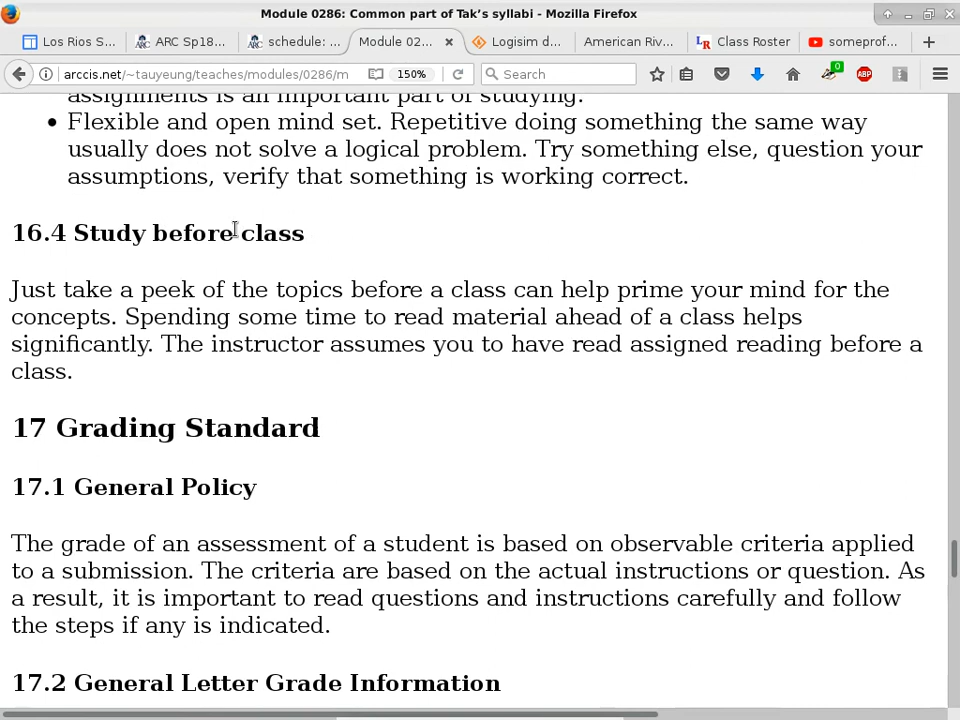 Module 0286: Common part of Tak's syllabi - Mozilla Firefox
Los Rios S... ARC Sp18... schedule: ... Module 02... Logisim d... American Riv... Class Roster someprof...
arccis.net/~tauyeung/teaches/modules/0286/m 150% Search 0 ABP
assignments is an important part of studying.
• Flexible and open mind set. Repetitive doing something the same way
usually does not solve a logical problem. Try something else, question your
assumptions, verify that something is working correct.
16.4 Study before class
Just take a peek of the topics before a class can help prime your mind for the
concepts. Spending some time to read material ahead of a class helps
significantly. The instructor assumes you to have read assigned reading before a
class.
17 Grading Standard
17.1 General Policy
The grade of an assessment of a student is based on observable criteria applied
to a submission. The criteria are based on the actual instructions or question. As
a result, it is important to read questions and instructions carefully and follow
the steps if any is indicated.
17.2 General Letter Grade Information